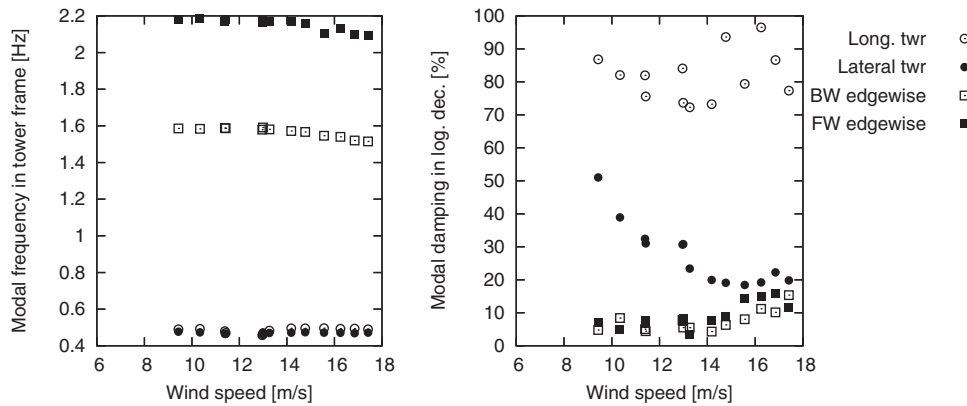 Modal frequency in tower frame [Hz]
2.2
2
1.8
1.6
1.4
1.2
1
0.8
0.6
0.4
6 8 10 12 14 16 18
Wind speed [m/s]
Modal damping in log. dec. [%]
100
90
80
70
60
50
40
30
20
10
0
6 8 10 12 14 16 18
Wind speed [m/s]
Long. twr
Lateral twr
BW edgewise
FW edgewise